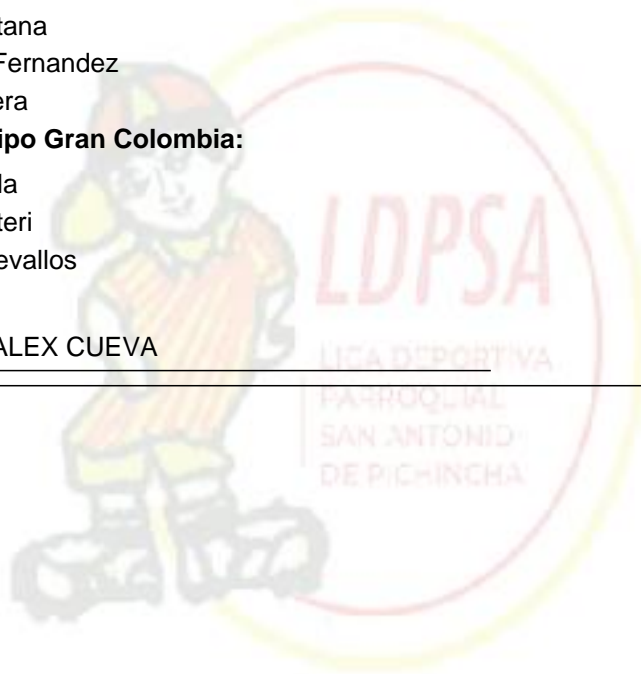 tana
Fernandez
era
ipo Gran Colombia:
la
teri
evallos
ALEX CUEVA
LDPSA
LIGA DEPORTIVA
PARROQUIAL
SAN ANTONIO
DE PICHINCHA